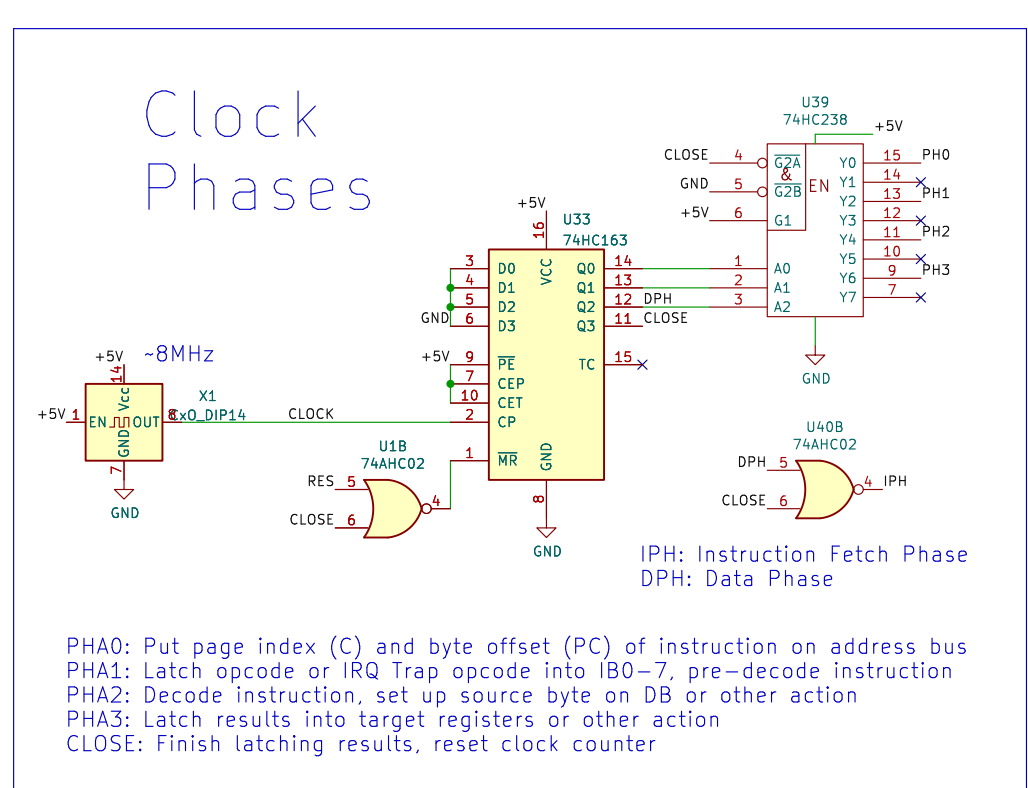 Clock
Phases
U39
74HC238
+5V
CLOSE 4 G2A Y0 15 PH0
& EN
Y1 14
GND 5 G2B Y2 13 PH1
+5V 6 G1 Y3 12
Y4 11 PH2
Y5 10
1 A0 Y6 9 PH3
2 A1 Y7 7
3 A2
GND
+5V
16
U33
74HC163
VCC
3 D0 Q0 14
4 D1 Q1 13
5 D2 Q2 12 DPH
GND 6 D3 Q3 11 CLOSE
+5V 9 PE TC 15
7 CEP
10 CET
2 CP
1 MR
GND
8
GND
+5V
~8MHz
14
Vcc
X1
CxO_DIP14
+5V 1 EN OUT 8
CLOCK
GND
7
GND
U1B
74AHC02
RES 5
4
CLOSE 6
U40B
74AHC02
DPH 5
4 IPH
CLOSE 6
IPH: Instruction Fetch Phase
DPH: Data Phase
PHA0: Put page index (C) and byte offset (PC) of instruction on address bus
PHA1: Latch opcode or IRQ Trap opcode into IB0-7, pre-decode instruction
PHA2: Decode instruction, set up source byte on DB or other action
PHA3: Latch results into target registers or other action
CLOSE: Finish latching results, reset clock counter